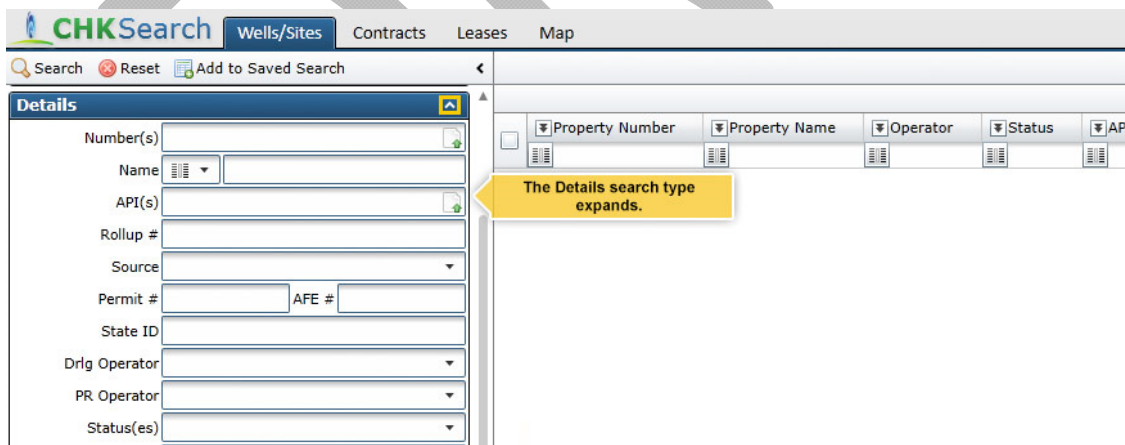 CHKSearch Wells/Sites Contracts Leases Map
Search Reset Add to Saved Search
Details
Property Number Property Name Operator Status AP
Number(s)
Name
The Details search type
expands.
API(s)
Rollup #
Source
Permit # AFE #
State ID
Drlg Operator
PR Operator
Status(es)